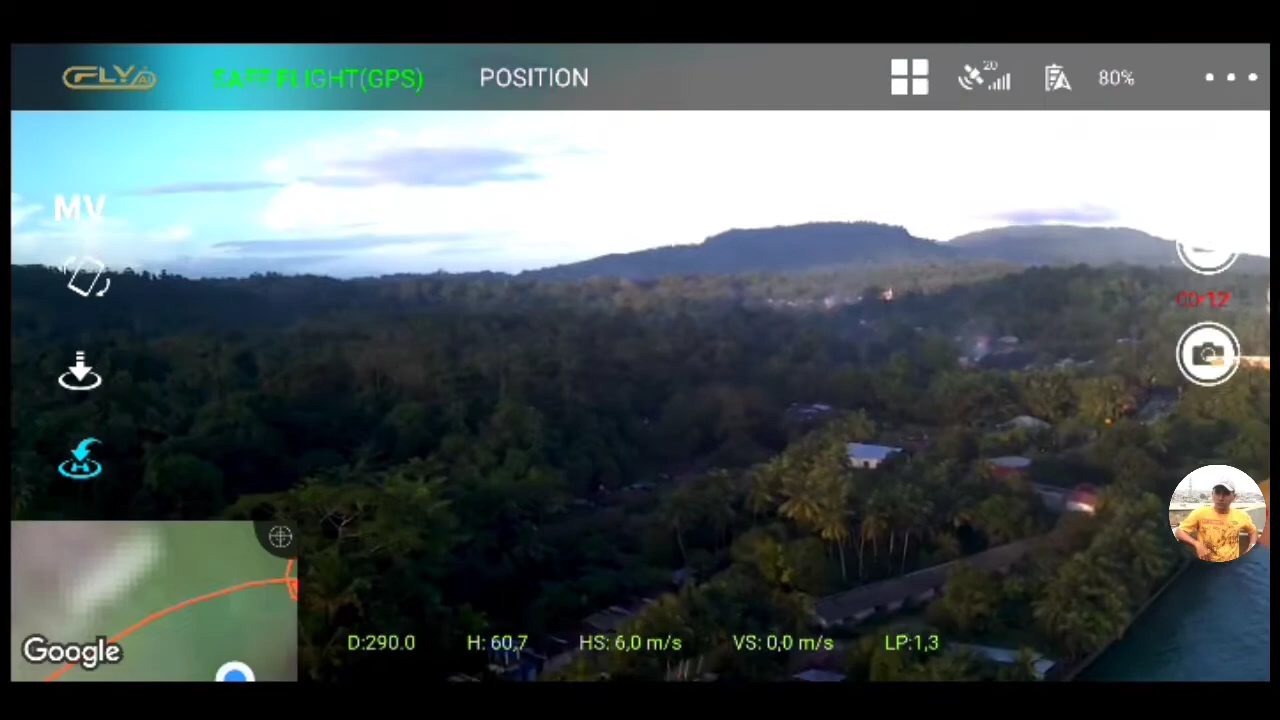 CFLY AI
SAFE FLIGHT(GPS)
POSITION
20
80%
MV
00:12
Google
D:290.0
H: 60,7
HS: 6,0 m/s
VS: 0,0 m/s
LP:1,3